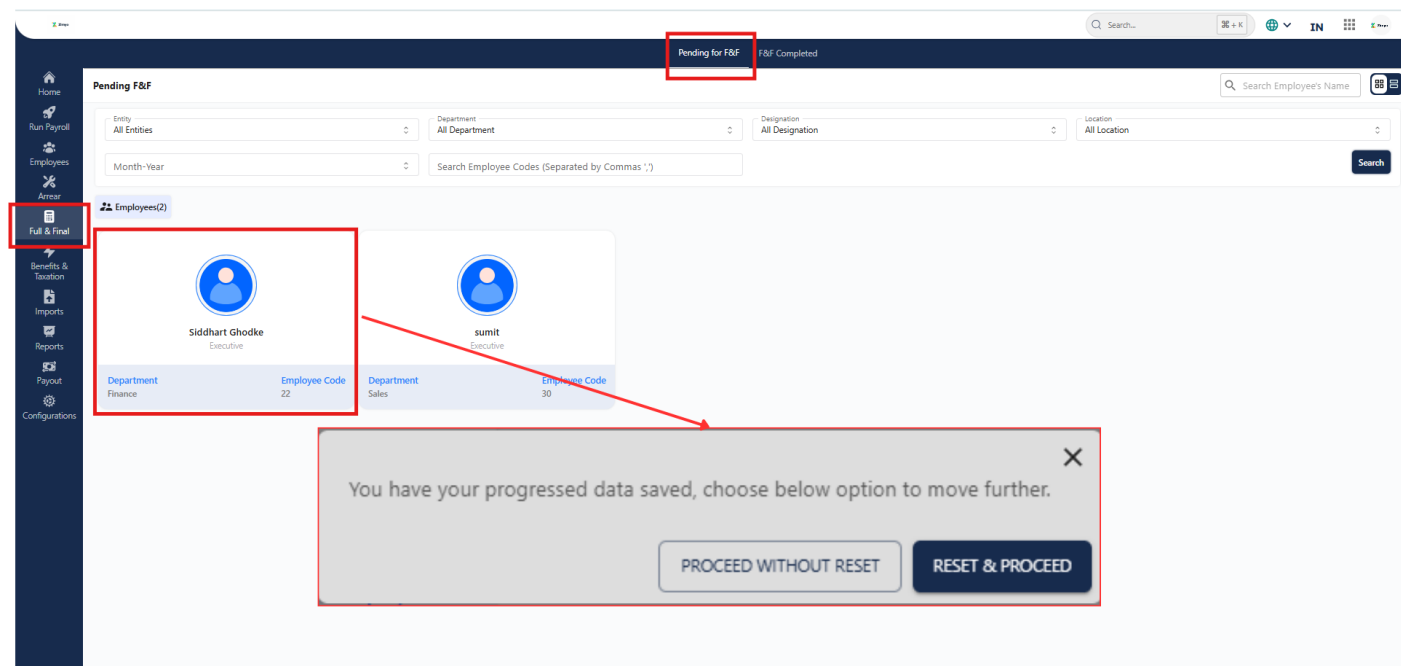 Search...
⌘ + K
IN
Pending for F&F
F&F Completed
Home
Run Payroll
Employees
Arrear
Full & Final
Benefits &
Taxation
Imports
Reports
Payout
Configurations
Pending F&F
Search Employee's Name
Entity
All Entities
Department
All Department
Designation
All Designation
Location
All Location
Month-Year
Search Employee Codes (Separated by Commas ',')
Search
Employees(2)
Siddhart Ghodke
Executive
Department
Employee Code
Finance
22
sumit
Executive
Department
Employee Code
Sales
30
You have your progressed data saved, choose below option to move further.
PROCEED WITHOUT RESET
RESET & PROCEED